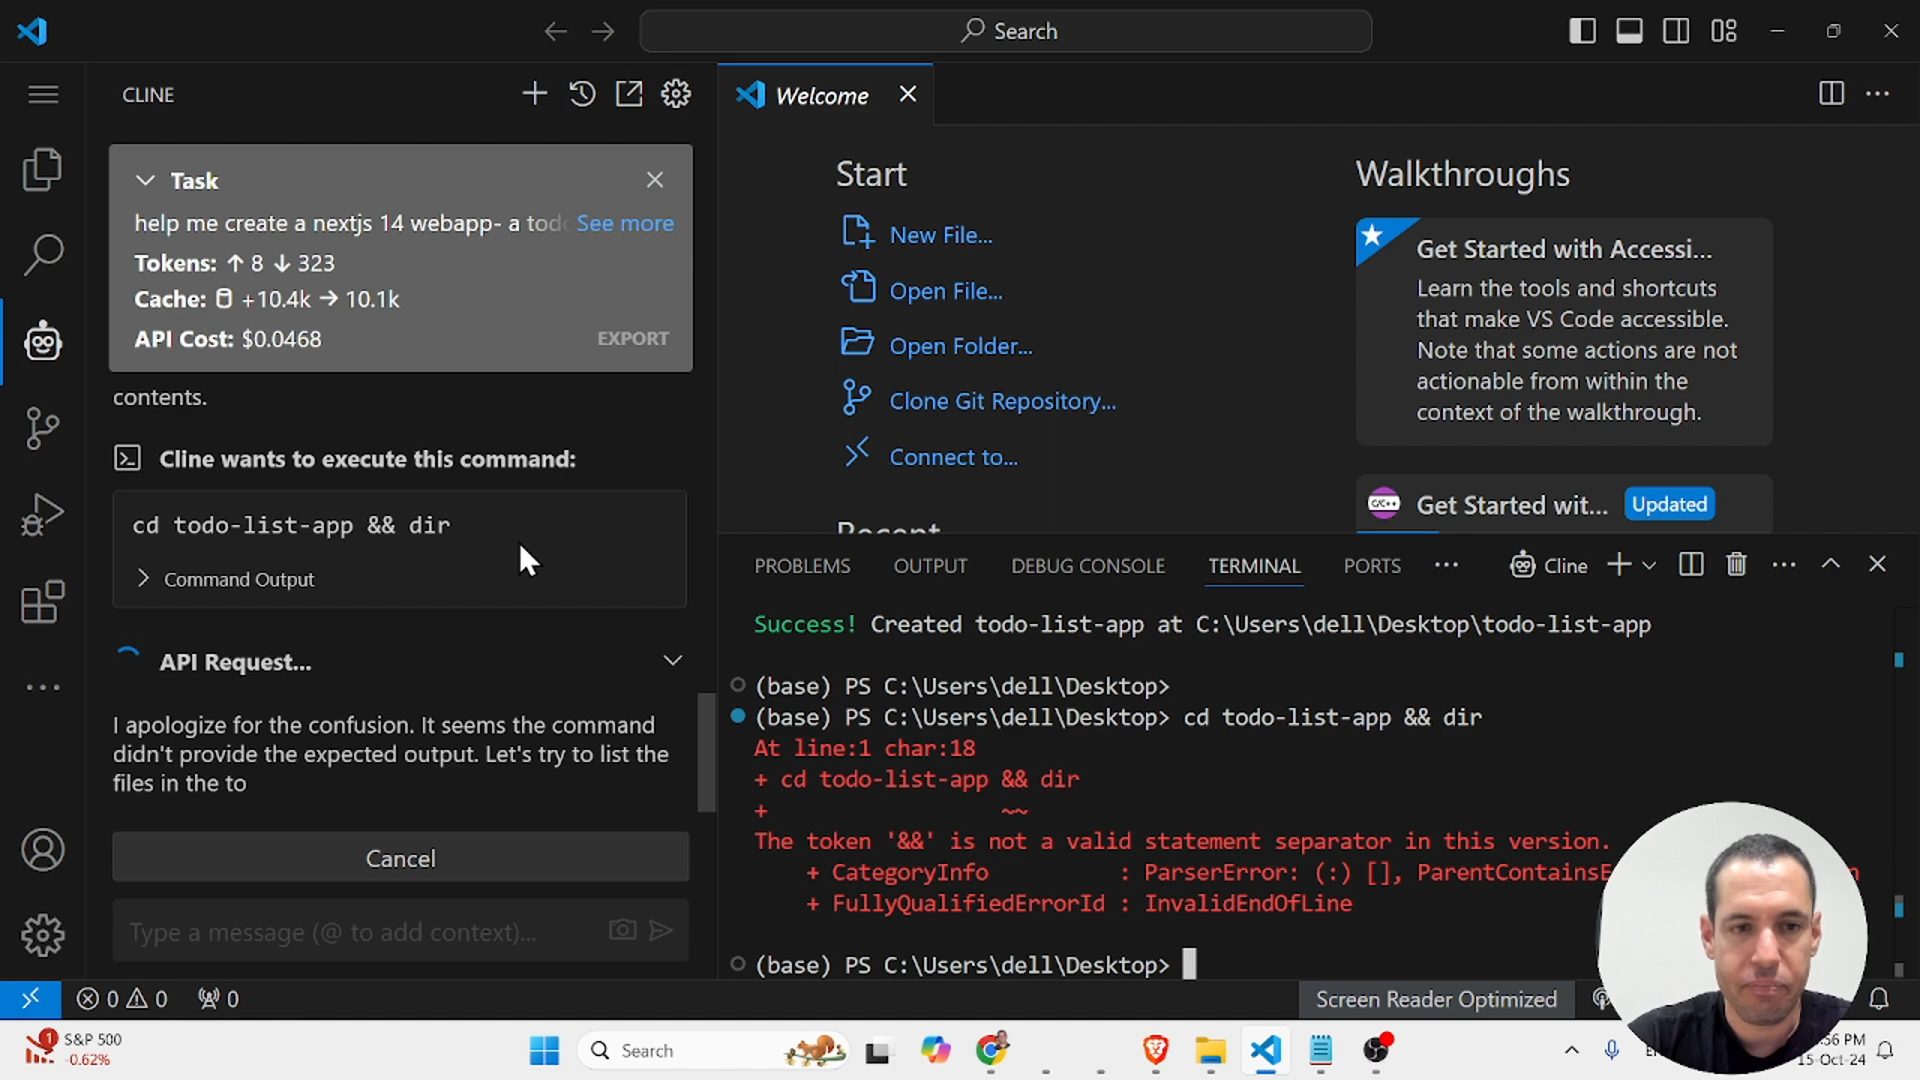 Search
CLINE
Welcome
Task
help me create a nextjs 14 webapp- a todo See more
Tokens: ↑ 8 ↓ 323
Cache: +10.4k → 10.1k
API Cost: $0.0468
EXPORT
contents.
Cline wants to execute this command:
cd todo-list-app && dir
Command Output
API Request...
I apologize for the confusion. It seems the command
didn't provide the expected output. Let's try to list the
files in the to
Cancel
Type a message (@ to add context)...
Start
New File...
Open File...
Open Folder...
Clone Git Repository...
Connect to...
Recent
Walkthroughs
Get Started with Accessi...
Learn the tools and shortcuts
that make VS Code accessible.
Note that some actions are not
actionable from within the
context of the walkthrough.
C/C++
Get Started wit... Updated
PROBLEMS OUTPUT DEBUG CONSOLE TERMINAL PORTS Cline
Success! Created todo-list-app at C:\Users\dell\Desktop\todo-list-app
(base) PS C:\Users\dell\Desktop>
(base) PS C:\Users\dell\Desktop> cd todo-list-app && dir
At line:1 char:18
+ cd todo-list-app && dir
+ ~~
The token '&&' is not a valid statement separator in this version.
+ CategoryInfo : ParserError: (:) [], ParentContainsE
+ FullyQualifiedErrorId : InvalidEndOfLine
(base) PS C:\Users\dell\Desktop>
0 0 0
Screen Reader Optimized
1
S&P 500
-0.62%
Search
:56 PM
15-Oct-24